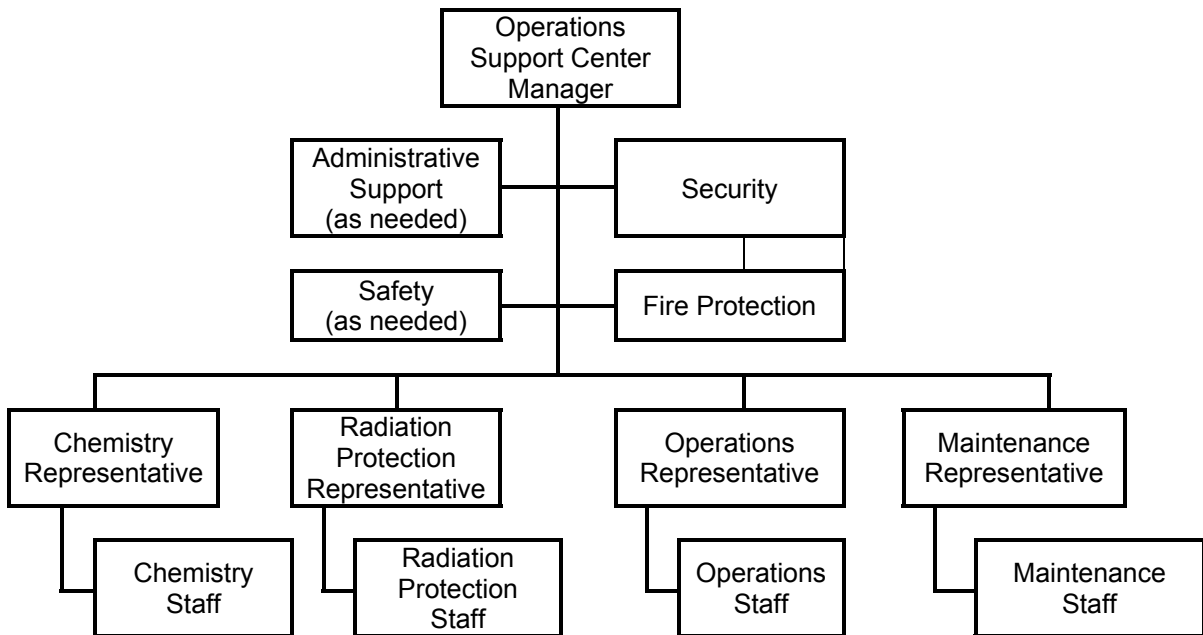 Operations
Support Center
Manager
Administrative
Support
(as needed)
Security
Safety
(as needed)
Fire Protection
Chemistry
Representative
Radiation
Protection
Representative
Operations
Representative
Maintenance
Representative
Chemistry
Staff
Radiation
Protection
Staff
Operations
Staff
Maintenance
Staff